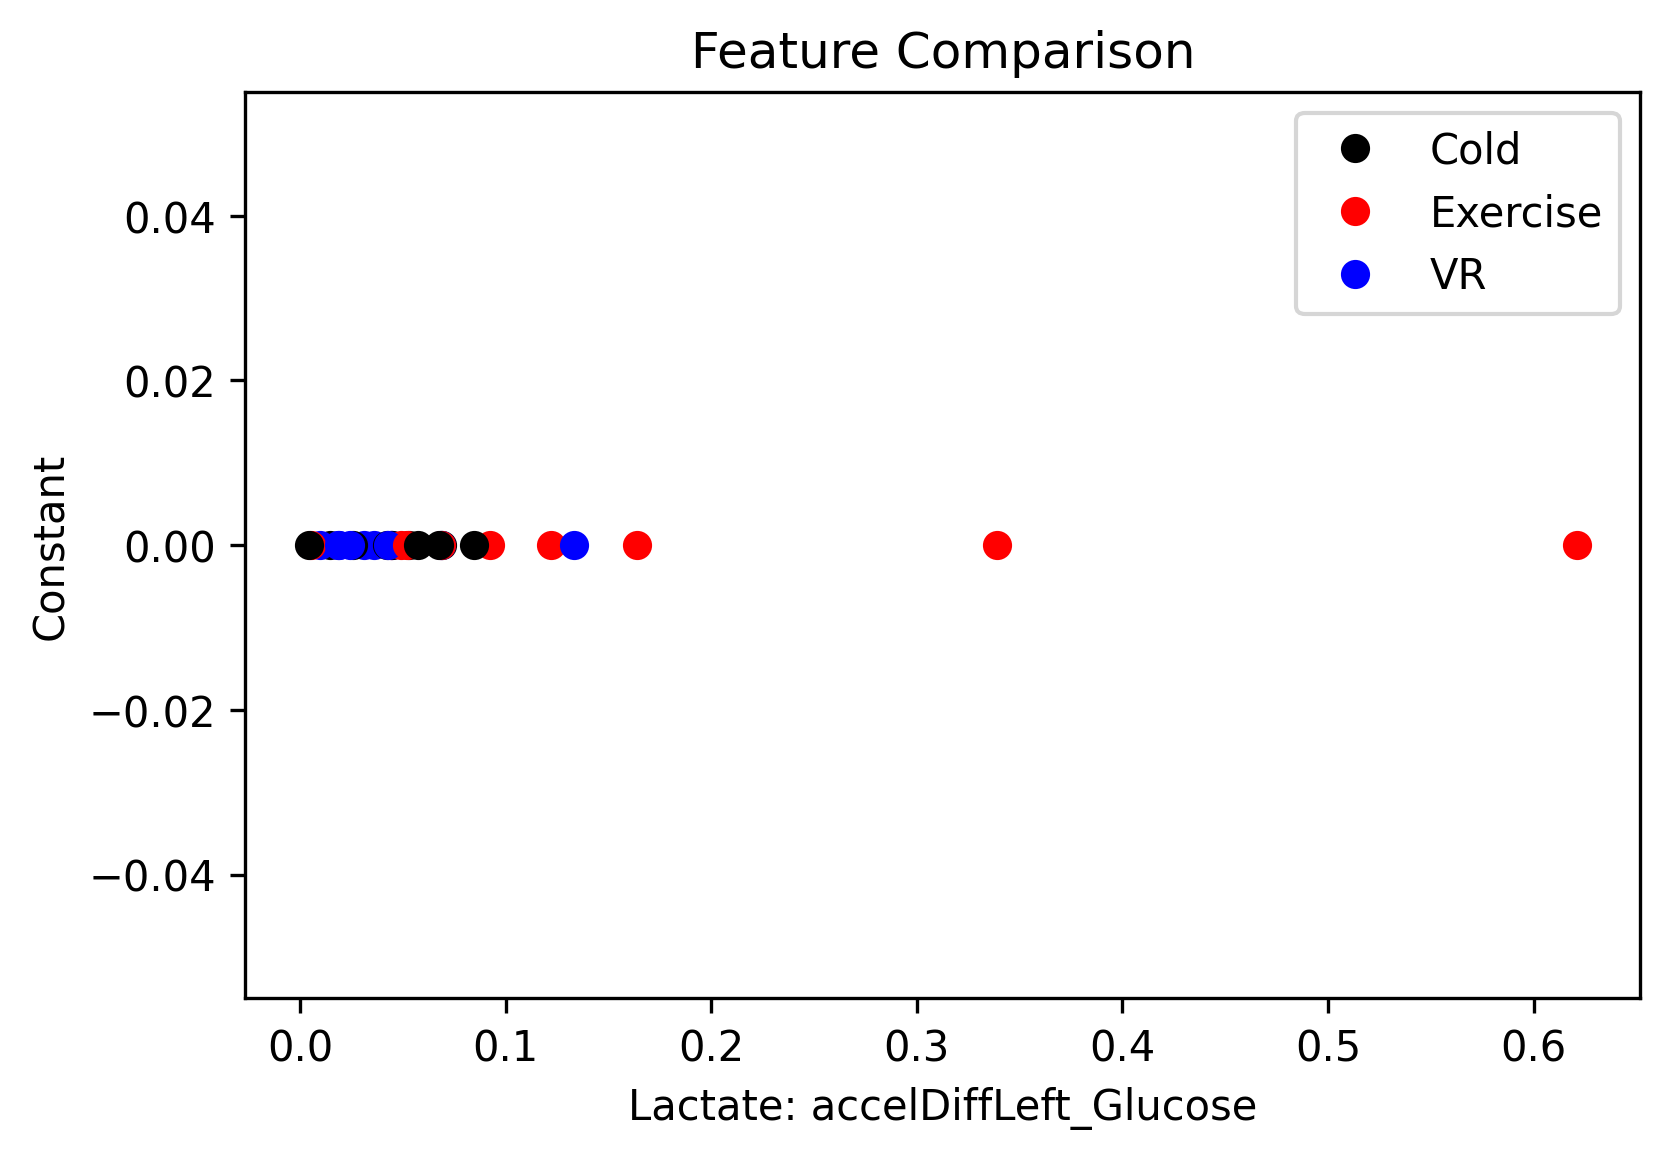 Feature Comparison
Cold
Exercise
VR
0.04
0.02
0.00
−0.02
−0.04
Constant
0.0 0.1 0.2 0.3 0.4 0.5 0.6
Lactate: accelDiffLeft_Glucose